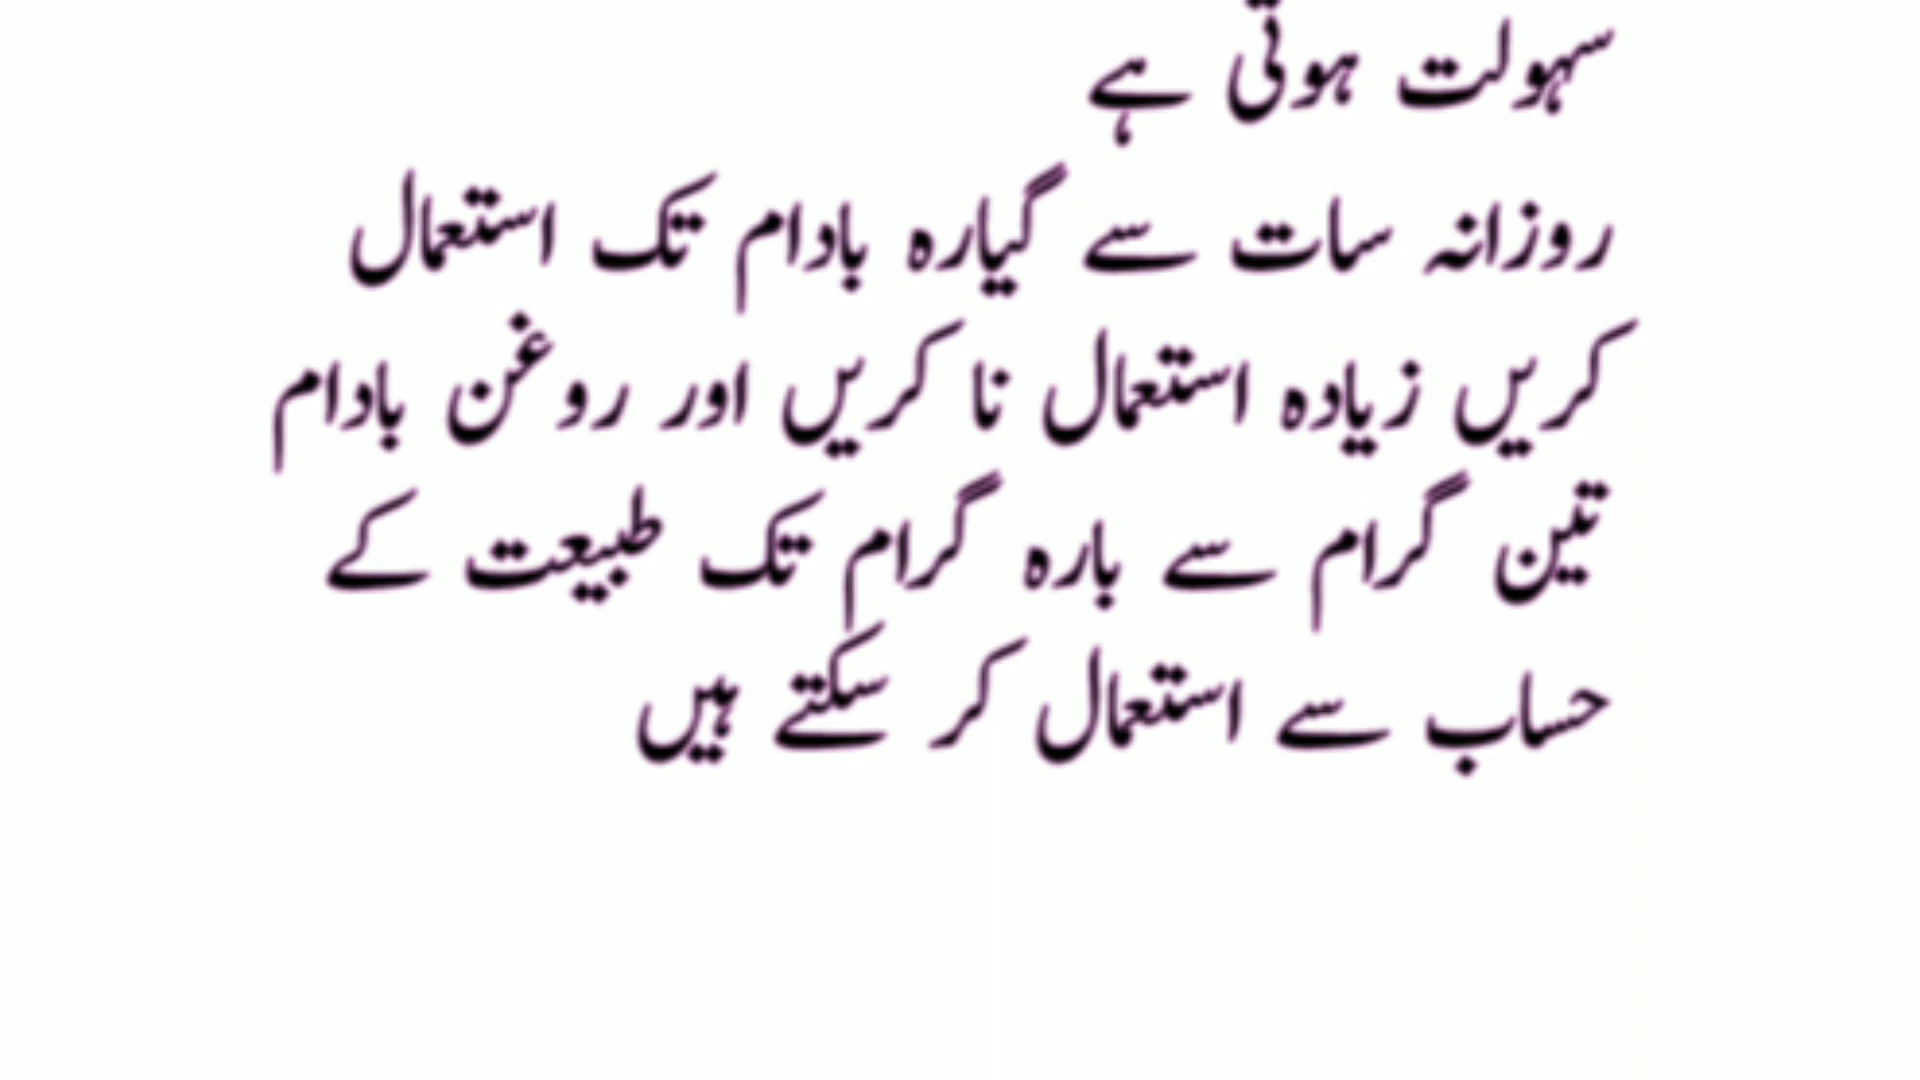 سہولت ہوتی ہے
روزانہ سات سے گیارہ بادام تک استعمال
کریں زیادہ استعمال نا کریں اور روغن بادام
تین گرام سے بارہ گرام تک طبیعت کے
حساب سے استعمال کر سکتے ہیں